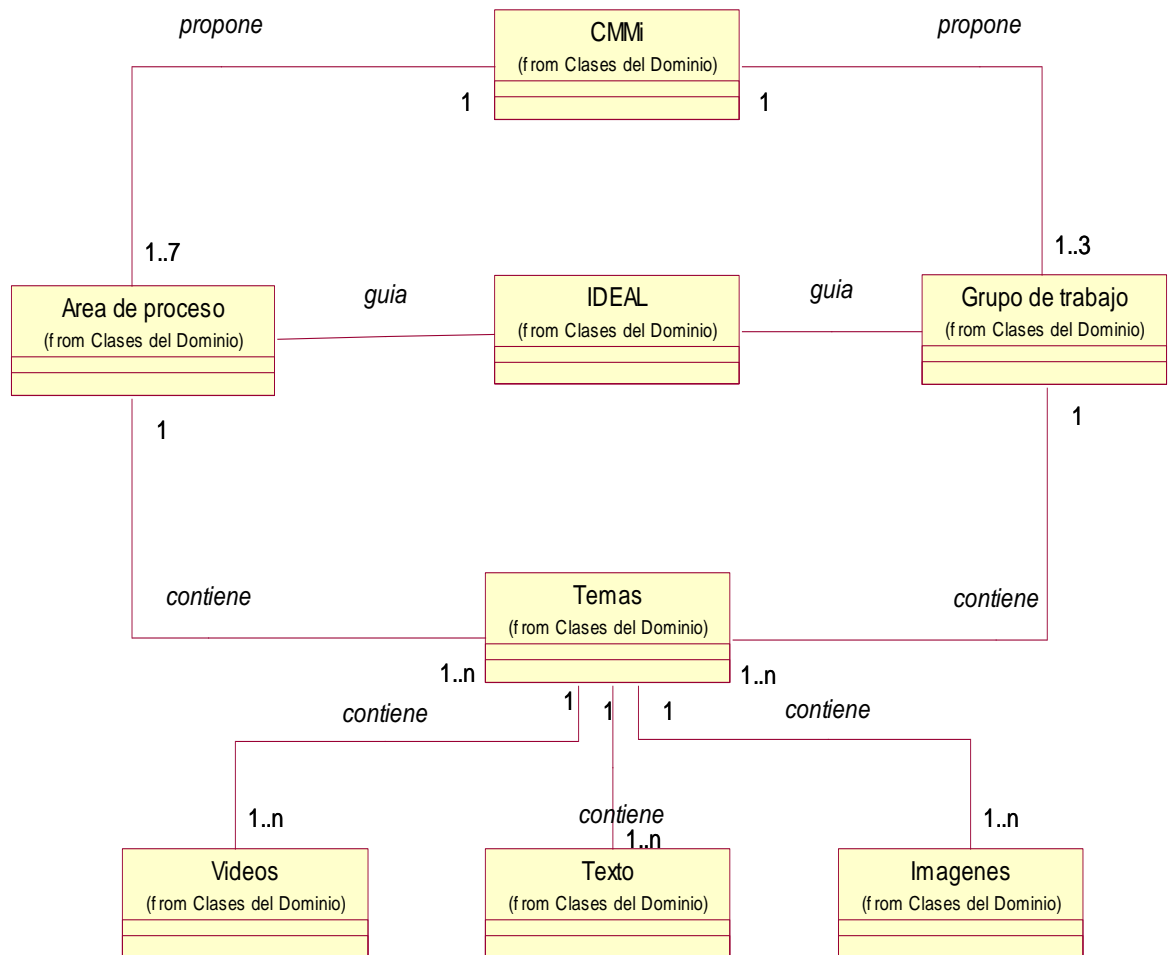 propone
CMMi
propone
(from Clases del Dominio)
1
1
1..7
1..3
Area de proceso
(from Clases del Dominio)
guia
IDEAL
(from Clases del Dominio)
guia
Grupo de trabajo
(from Clases del Dominio)
1
1
contiene
Temas
(from Clases del Dominio)
contiene
1..n
1..n
1
1
1
contiene
contiene
1..n
contiene
1..n
1..n
Videos
(from Clases del Dominio)
Texto
(from Clases del Dominio)
Imagenes
(from Clases del Dominio)